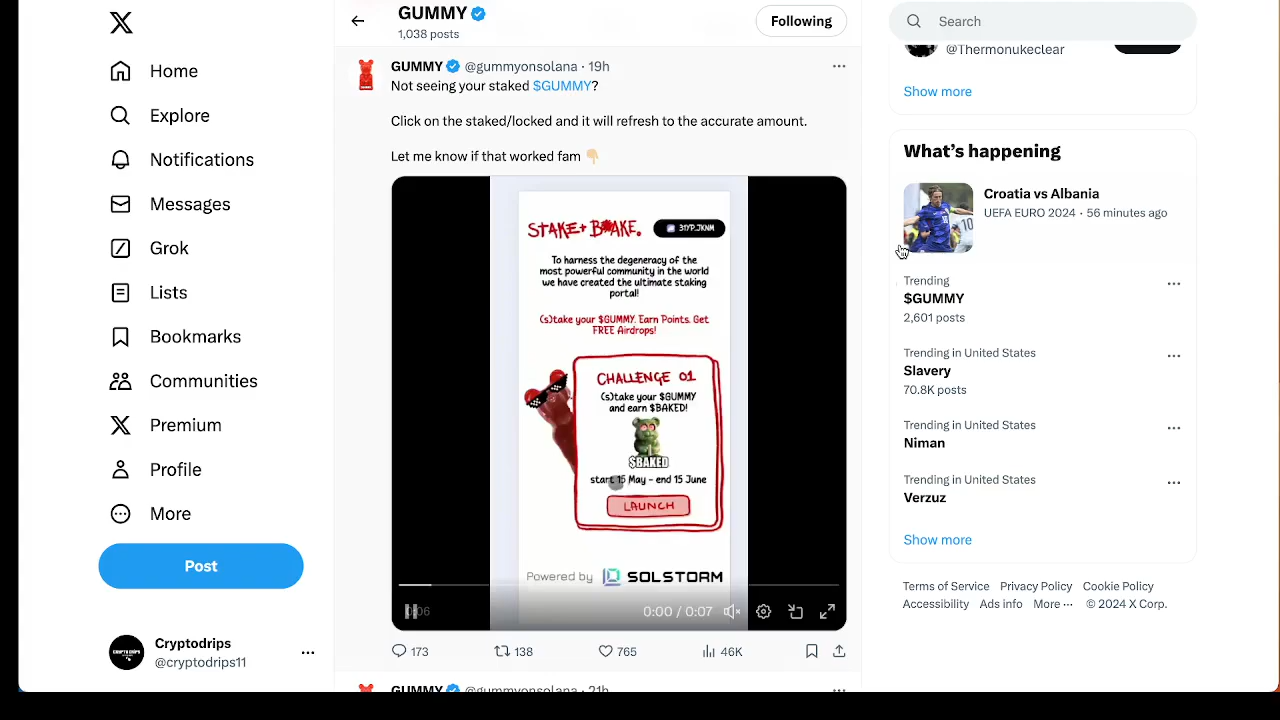 Home
Explore
Notifications
Messages
Grok
Lists
Bookmarks
Communities
Premium
Profile
More
Post
Cryptodrips
@cryptodrips11
GUMMY
1,038 posts
Following
GUMMY @gummyonsolana · 19h
Not seeing your staked $GUMMY?
Click on the staked/locked and it will refresh to the accurate amount.
Let me know if that worked fam
STAKE+ B*AKE.
31YP.JKNM
To harness the degeneracy of the
most powerful community in the world
we have created the ultimate staking
portal!
(s)take your $GUMMY. Earn Points. Get
FREE Airdrops!
CHALLENGE 01
(s)take your $GUMMY
and earn $BAKED!
$BAKED
start 15 May - end 15 June
LAUNCH
Powered by SOLSTORM
0:00 / 0:07
173
138
765
46K
GUMMY @gummyonsolana · 21h
Search
@Thermonukeclear
Show more
What's happening
Croatia vs Albania
UEFA EURO 2024 · 56 minutes ago
Trending
$GUMMY
2,601 posts
Trending in United States
Slavery
70.8K posts
Trending in United States
Niman
Trending in United States
Verzuz
Show more
Terms of Service Privacy Policy Cookie Policy
Accessibility Ads info More ··· © 2024 X Corp.